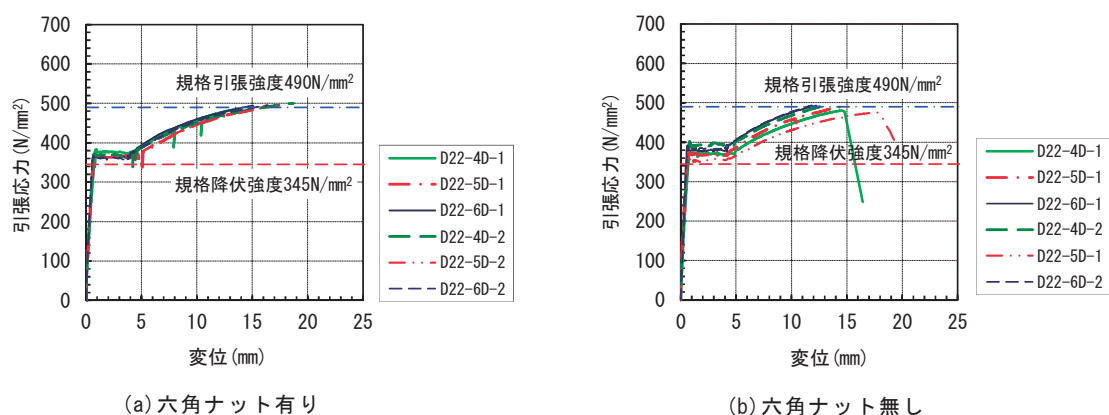 700
600
500
400
300
200
100
0
引張応力(N/mm²)
規格引張強度490N/mm²
規格降伏強度345N/mm²
0 5 10 15 20 25
変位(mm)
D22-4D-1
D22-5D-1
D22-6D-1
D22-4D-2
D22-5D-2
D22-6D-2
(a)六角ナット有り
700
600
500
400
300
200
100
0
引張応力(N/mm²)
規格引張強度490N/mm²
規格降伏強度345N/mm²
0 5 10 15 20 25
変位(mm)
D22-4D-1
D22-5D-1
D22-6D-1
D22-4D-2
D22-5D-1
D22-6D-2
(b)六角ナット無し